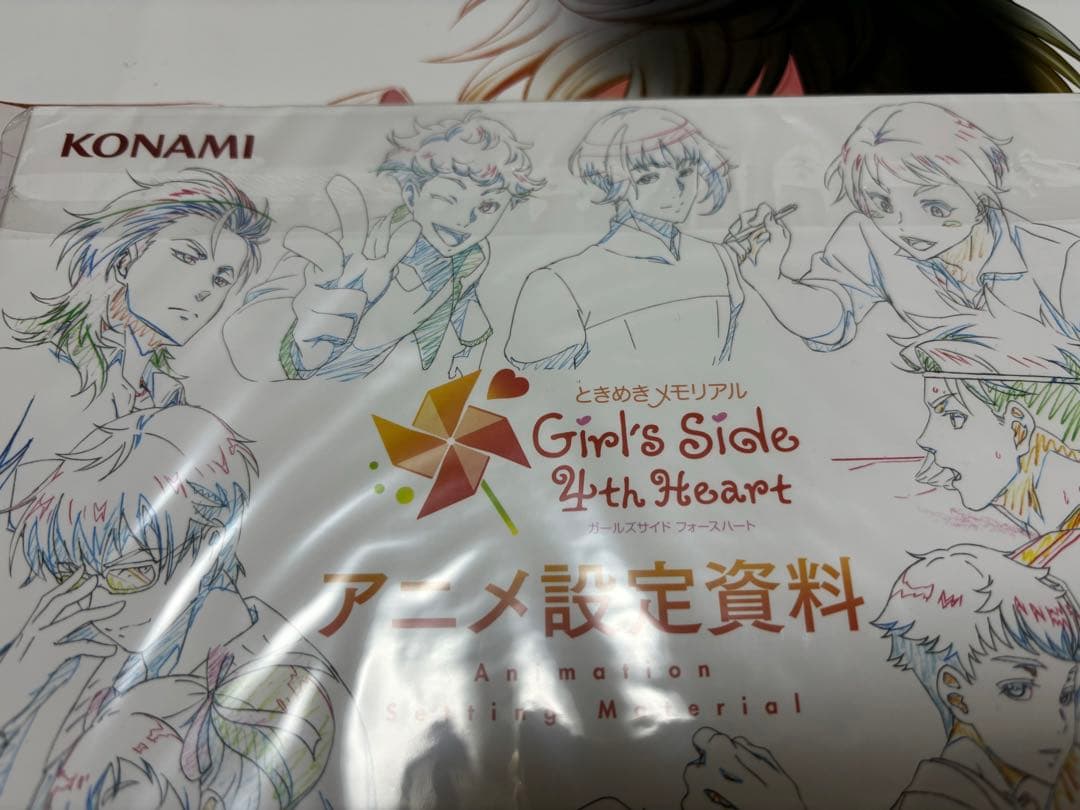 KONAMI
ときめきメモリアル
Girl's Side
4th Heart
ガールズサイド フォースハート
アニメ設定資料
Animation
Setting Material